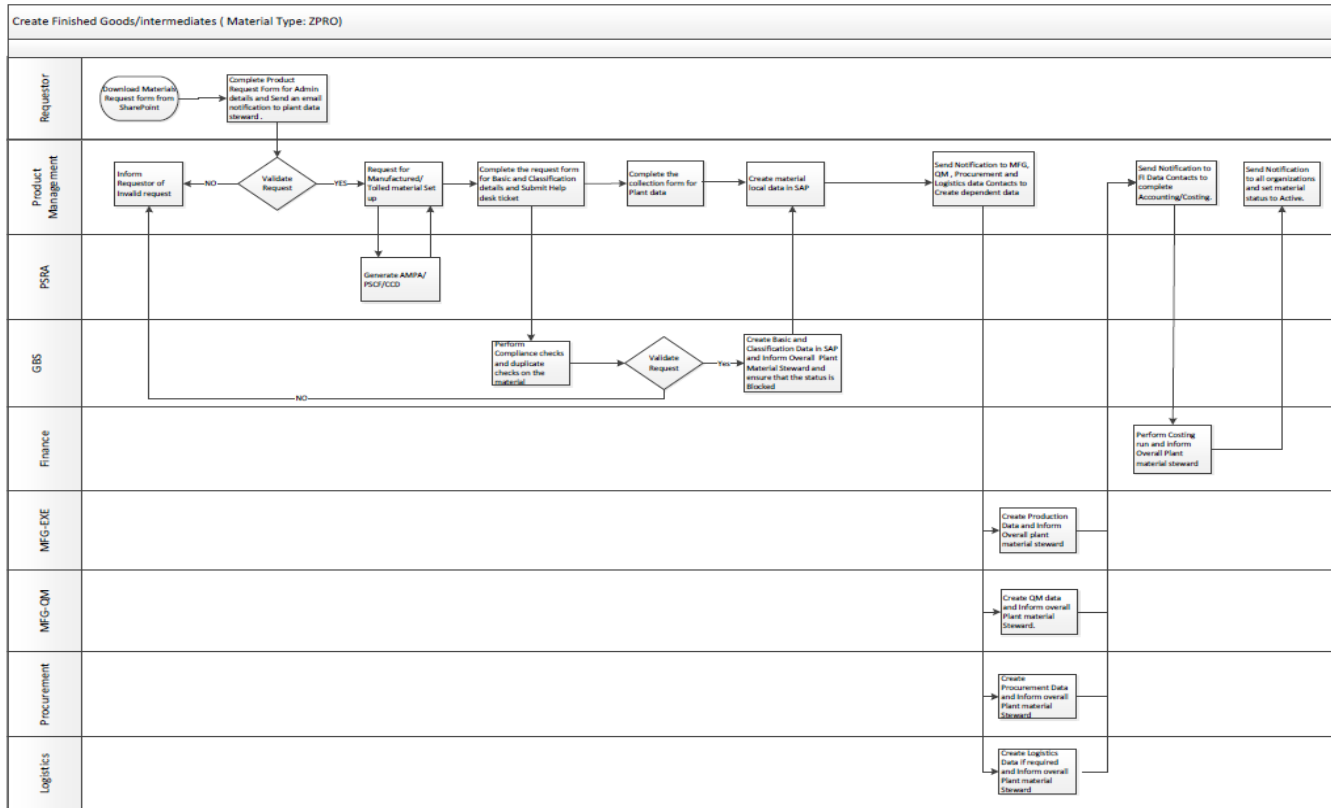 Create Finished Goods/intermediates ( Material Type: ZPRO)
Requestor
Download Materials
Request form from
SharePoint
Complete Product
Request Form for Admin
details and Send an email
notification to plant data
steward .
Product
Management
Inform
Requestor of
Invalid request
NO
Validate
Request
YES
Request for
Manufactured/
Tolled material Set
up
Complete the request form
for Basic and Classification
details and Submit Help
desk ticket
Complete the
collection form for
Plant data
Create material
local data in SAP
Send Notification to MFG,
QM , Procurement and
Logistics data Contacts to
Create dependent data
Send Notification to
FI Data Contacts to
complete
Accounting/Costing.
Send Notification
to all organizations
and set material
status to Active.
PSRA
Generate AMPA/
PSCF/CCD
GBS
Perform
Compliance checks
and duplicate
checks on the
material
Validate
Request
Yes
Create Basic and
Classification Data in SAP
and Inform Overall Plant
Material Steward and
ensure that the status is
Blocked
NO
Finance
Perform Costing
run and inform
Overall Plant
material steward
MFG-EXE
Create Production
Data and Inform
Overall plant
material steward
MFG-QM
Create QM data
and Inform overall
Plant material
Steward.
Procurement
Create
Procurement Data
and Inform overall
Plant material
Steward
Logistics
Create Logistics
Data if required
and Inform overall
Plant material
Steward